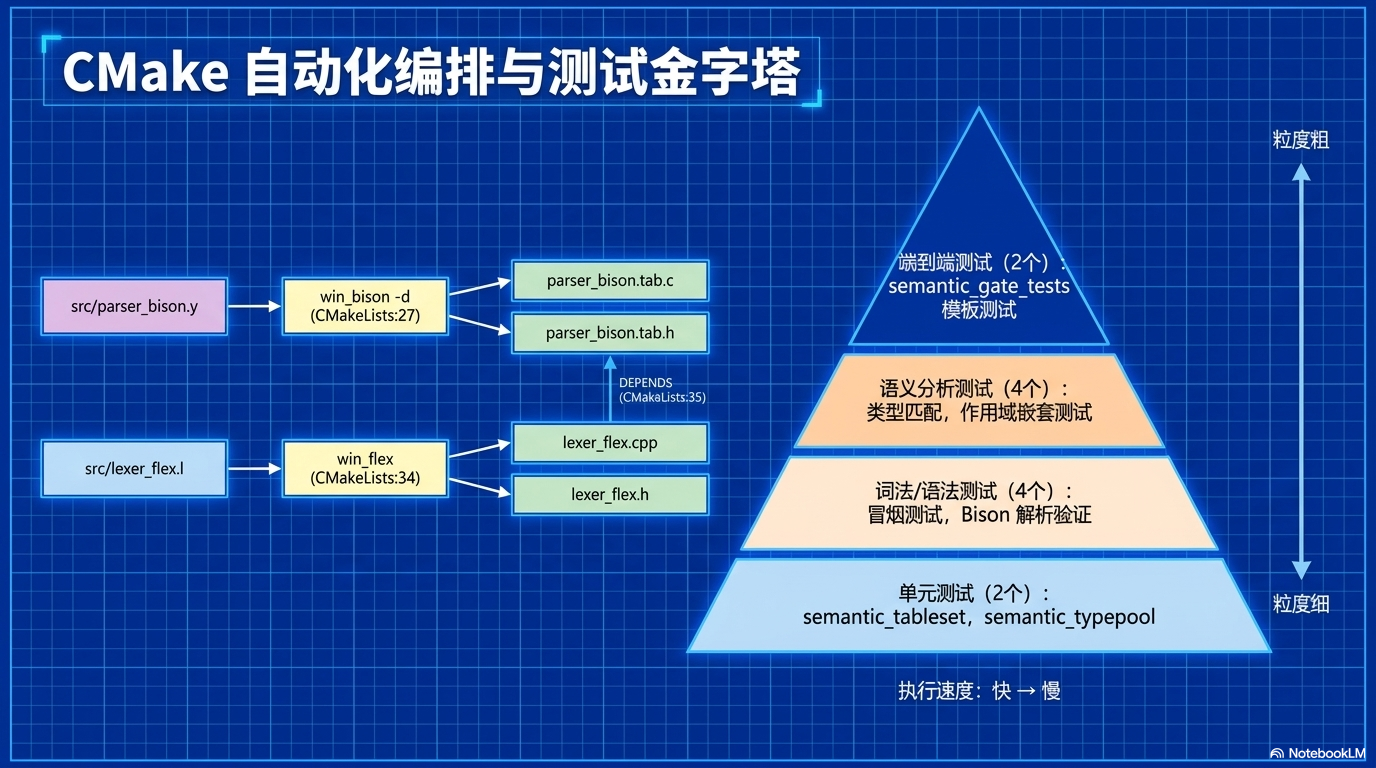 CMake 自动化编排与测试金字塔
src/parser_bison.y
win_bison -d
(CMakeLists:27)
parser_bison.tab.c
parser_bison.tab.h
DEPENDS
(CMakaLists:35)
src/lexer_flex.l
win_flex
(CMakeLists:34)
lexer_flex.cpp
lexer_flex.h
端到端测试（2个）：
semantic_gate_tests
模板测试
语义分析测试（4个）：
类型匹配，作用域嵌套测试
词法/语法测试（4个）：
冒烟测试，Bison 解析验证
单元测试（2个）：
semantic_tableset，semantic_typepool
执行速度：快 → 慢
粒度粗
粒度细
NotebookLM